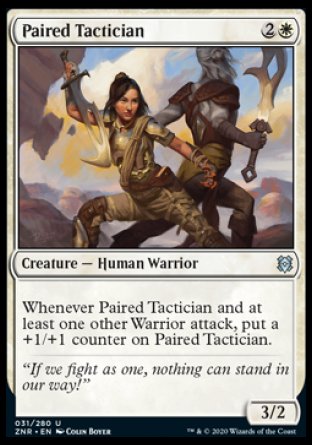 Paired Tactician 2
Creature — Human Warrior
Whenever Paired Tactician and at
least one other Warrior attack, put a
+1/+1 counter on Paired Tactician.
“If we fight as one, nothing can stand in
our way!”
3/2
031/280 U
ZNR • EN COLIN BOYER
™ & © 2020 Wizards of the Coast